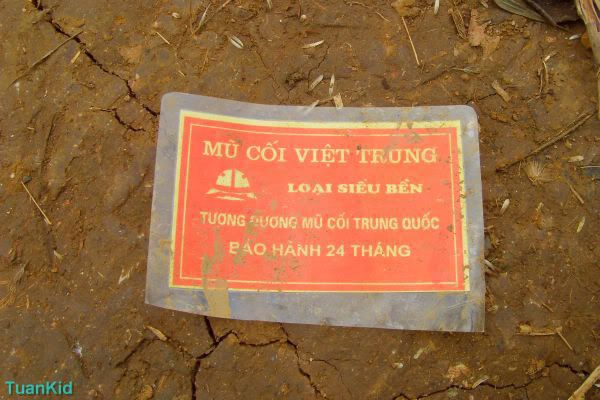 MŨ CỐI VIỆT TRUNG
LOẠI SIÊU BỀN
TƯƠNG ĐƯƠNG MŨ CỐI TRUNG QUỐC
BẢO HÀNH 24 THÁNG
TuanKid